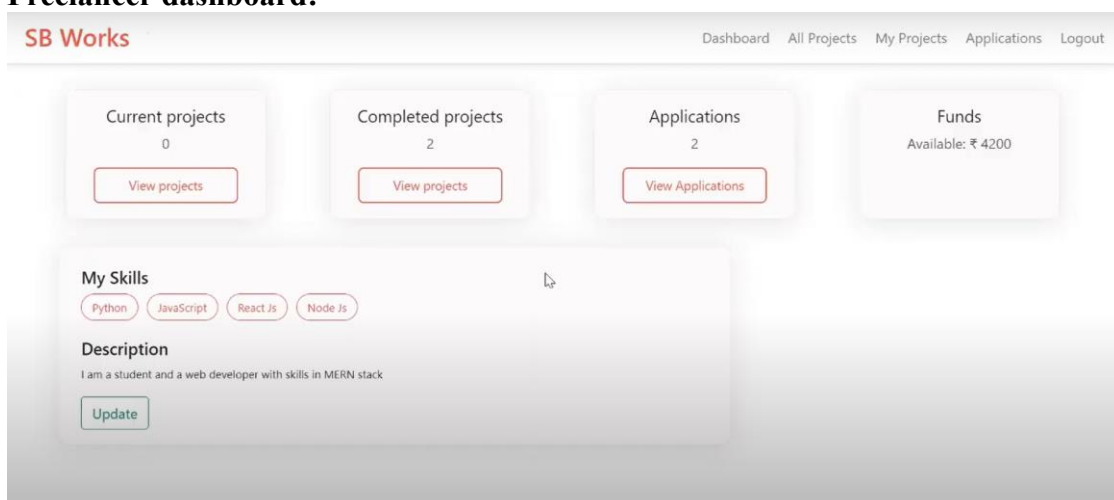 Freelancer dashboard:
SB Works
Dashboard All Projects My Projects Applications Logout
Current projects
0
View projects
Completed projects
2
View projects
Applications
2
View Applications
Funds
Available: ₹ 4200
My Skills
Python JavaScript React Js Node Js
Description
I am a student and a web developer with skills in MERN stack
Update